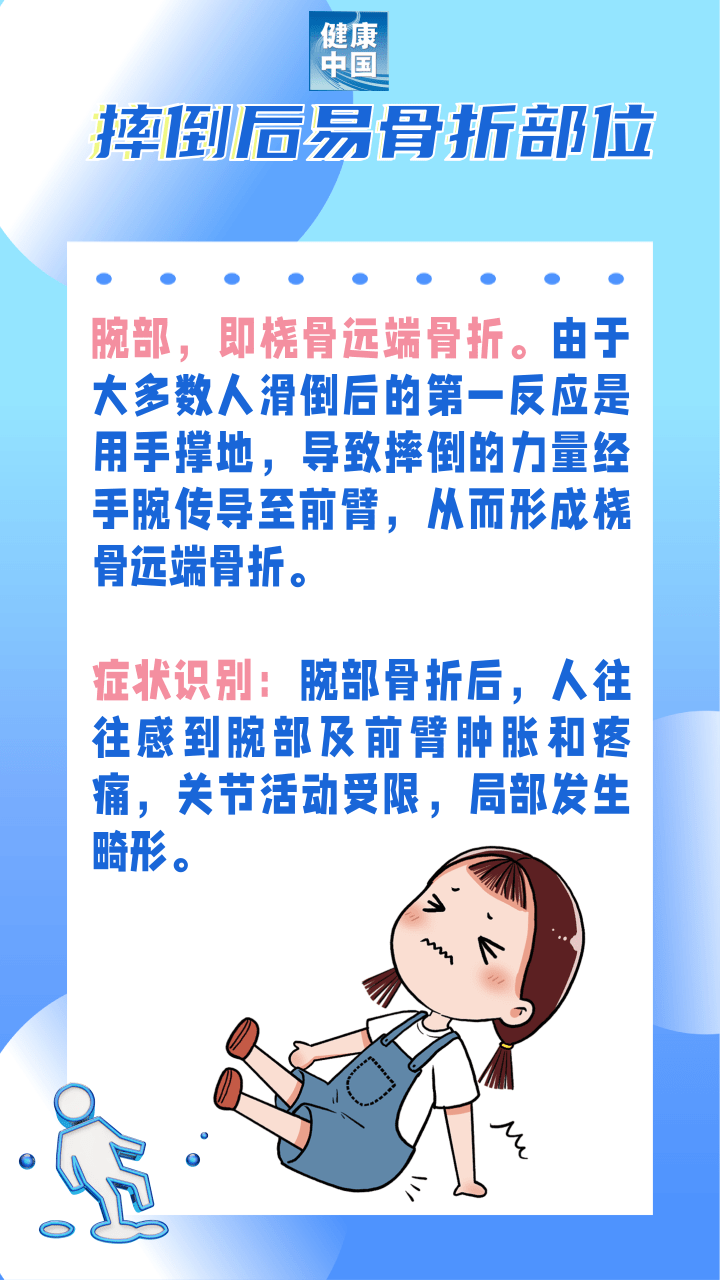 健康
中国
摔倒后易骨折部位
腕部，即桡骨远端骨折。由于
大多数人滑倒后的第一反应是
用手撑地，导致摔倒的力量经
手腕传导至前臂，从而形成桡
骨远端骨折。
症状识别：腕部骨折后，人往
往感到腕部及前臂肿胀和疼
痛，关节活动受限，局部发生
畸形。